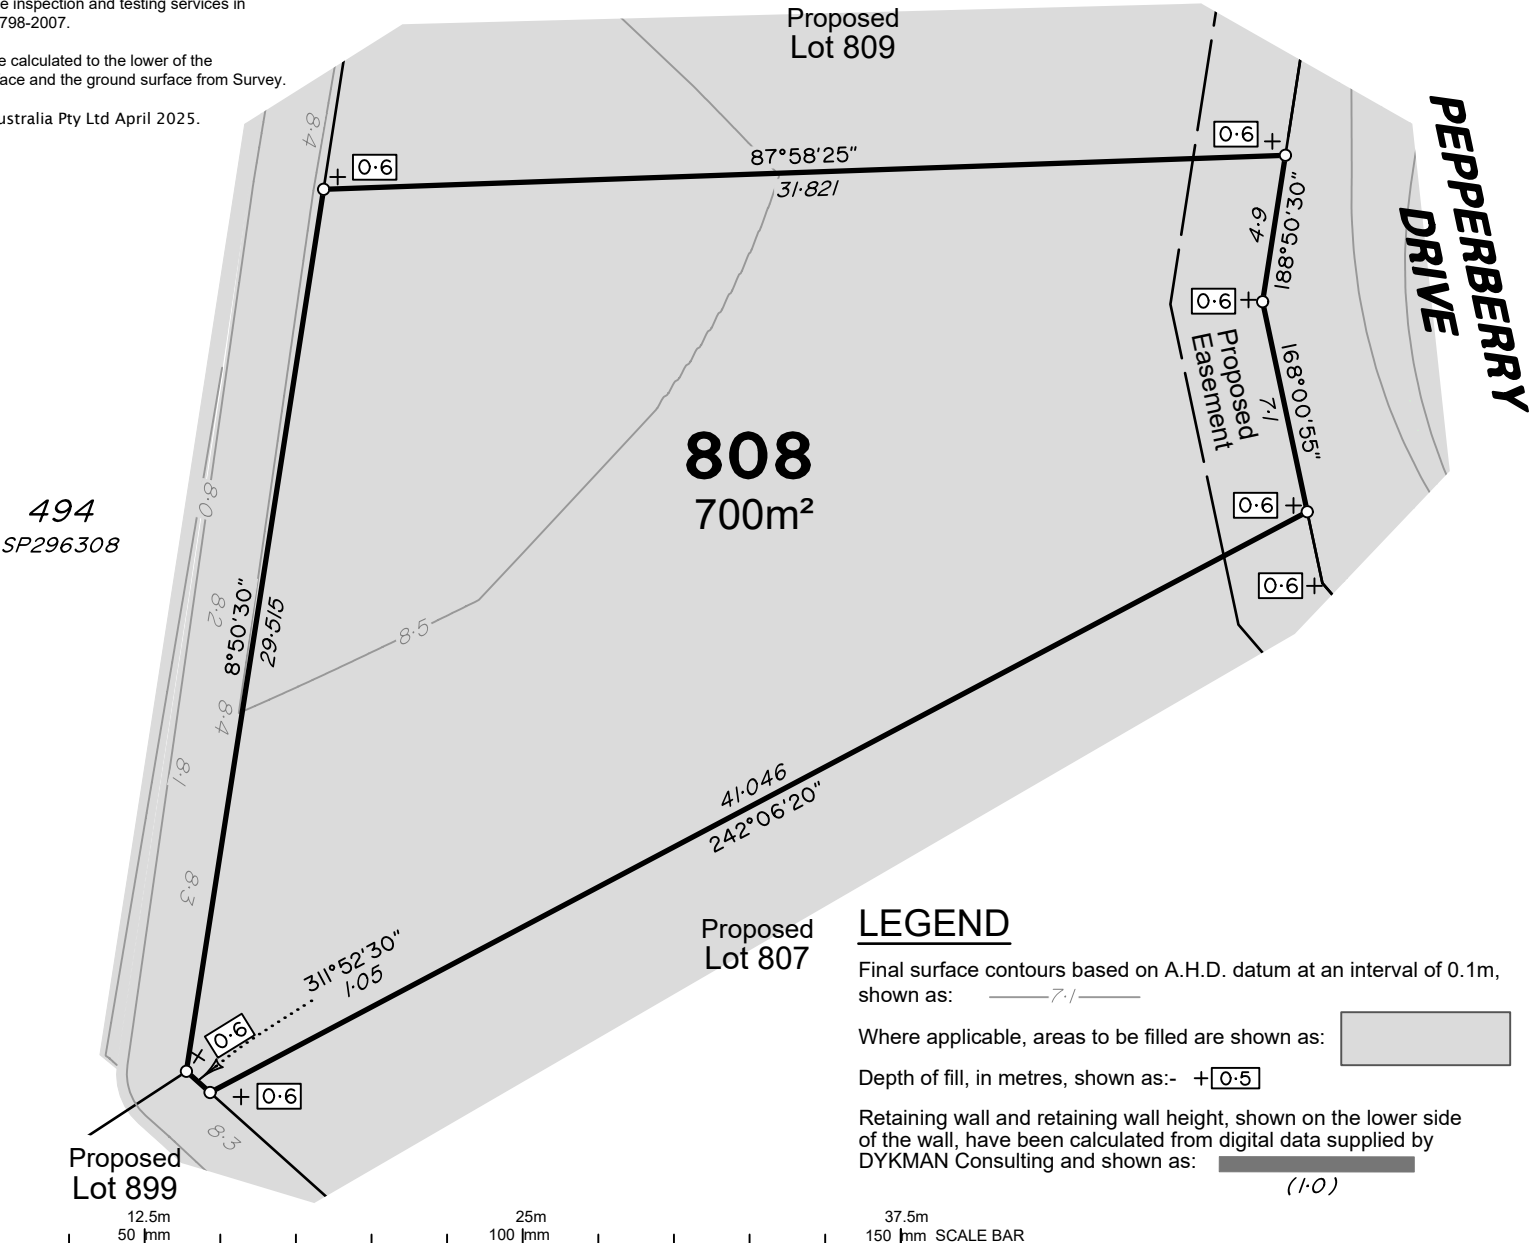 e inspection and testing services in
798-2007.
e calculated to the lower of the
ace and the ground surface from Survey.
ustralia Pty Ltd April 2025.
Proposed
Lot 809
PEPPERBERRY
DRIVE
8·4
0·6
87°58'25"
31·821
0·6
4·9
188°50'30"
0·6
Proposed
Easement
168°00'55"
7·1
808
700m²
0·6
0·6
494
SP296308
8·0
8·2
8°50'30"
29·515
8·5
8·4
8·1
8·3
41·046
242°06'20"
311°52'30"
1·05
0·6
0·6
8·3
Proposed
Lot 807
Proposed
Lot 899
LEGEND
Final surface contours based on A.H.D. datum at an interval of 0.1m,
shown as: 7·1
Where applicable, areas to be filled are shown as:
Depth of fill, in metres, shown as:- +0·5
Retaining wall and retaining wall height, shown on the lower side
of the wall, have been calculated from digital data supplied by
DYKMAN Consulting and shown as:
(1·0)
12.5m 25m 37.5m
50 mm 100 mm 150 mm SCALE BAR